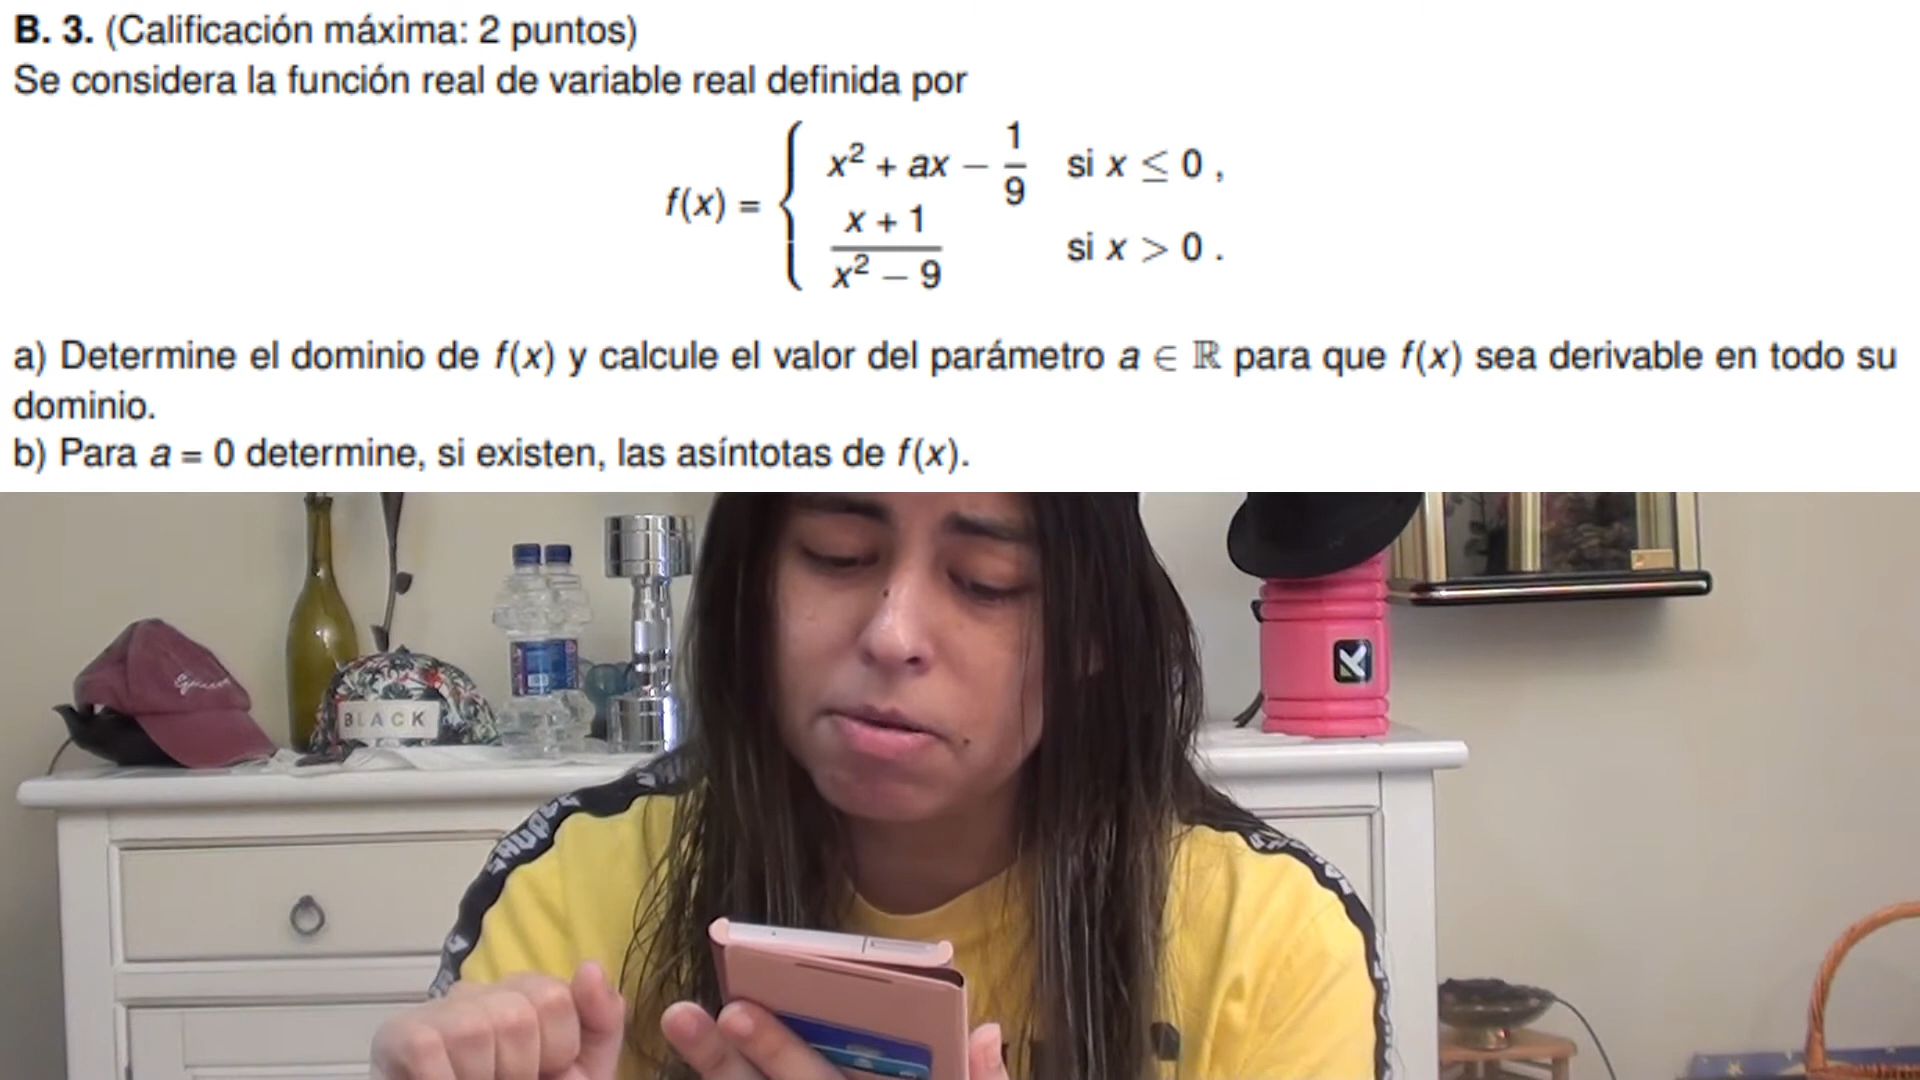 B. 3. (Calificación máxima: 2 puntos)
Se considera la función real de variable real definida por
f(x) = { x² + ax − 1/9 si x ≤ 0 ,
(x + 1)/(x² − 9) si x > 0 .
a) Determine el dominio de f(x) y calcule el valor del parámetro a ∈ ℝ para que f(x) sea derivable en todo su
dominio.
b) Para a = 0 determine, si existen, las asíntotas de f(x).
BLACK